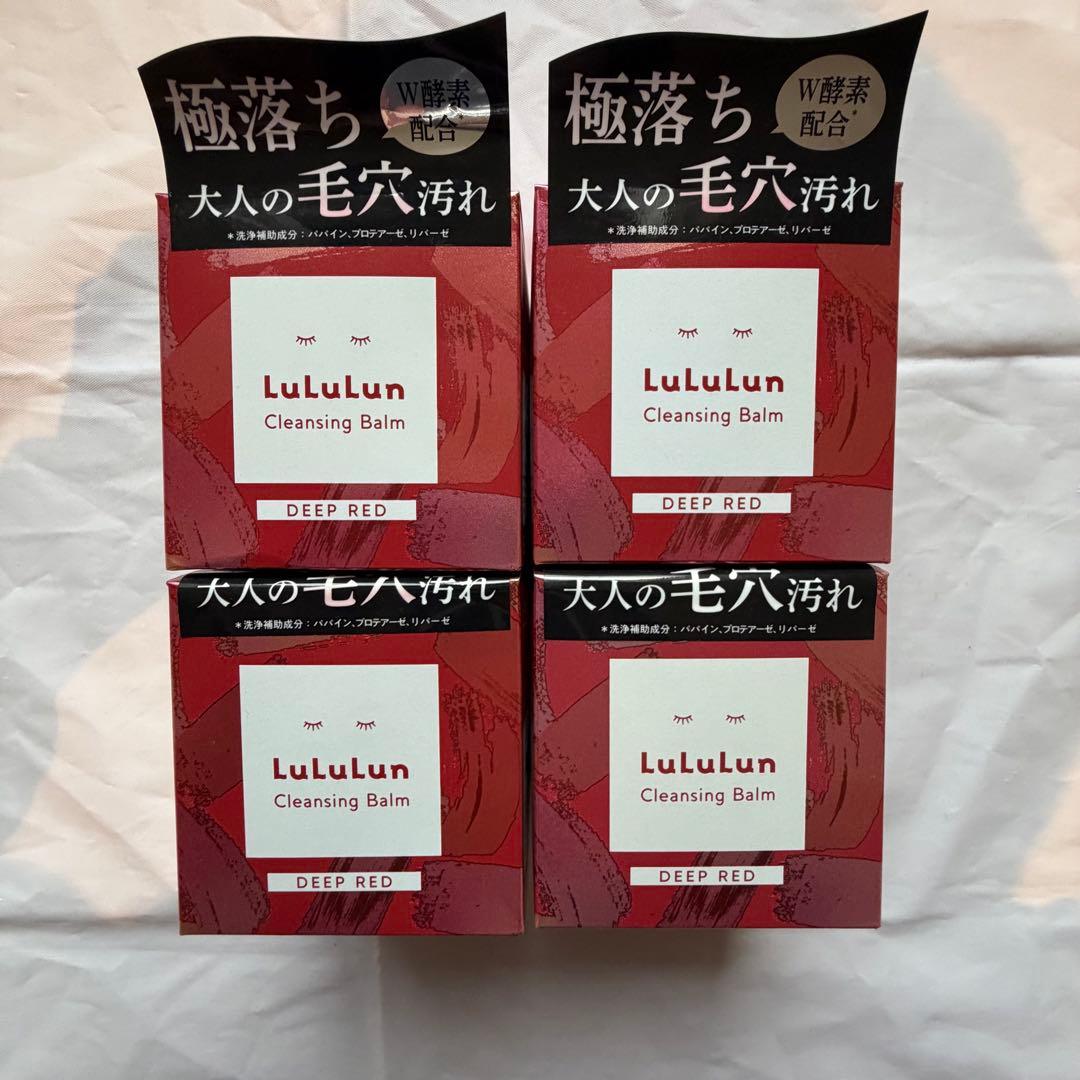 極落ち
W酵素
配合*
大人の毛穴汚れ
*洗浄補助成分：パパイン、プロテアーゼ、リパーゼ
LuLuLun
Cleansing Balm
DEEP RED
極落ち
W酵素
配合*
大人の毛穴汚れ
*洗浄補助成分：パパイン、プロテアーゼ、リパーゼ
LuLuLun
Cleansing Balm
DEEP RED
大人の毛穴汚れ
*洗浄補助成分：パパイン、プロテアーゼ、リパーゼ
LuLuLun
Cleansing Balm
DEEP RED
大人の毛穴汚れ
*洗浄補助成分：パパイン、プロテアーゼ、リパーゼ
LuLuLun
Cleansing Balm
DEEP RED